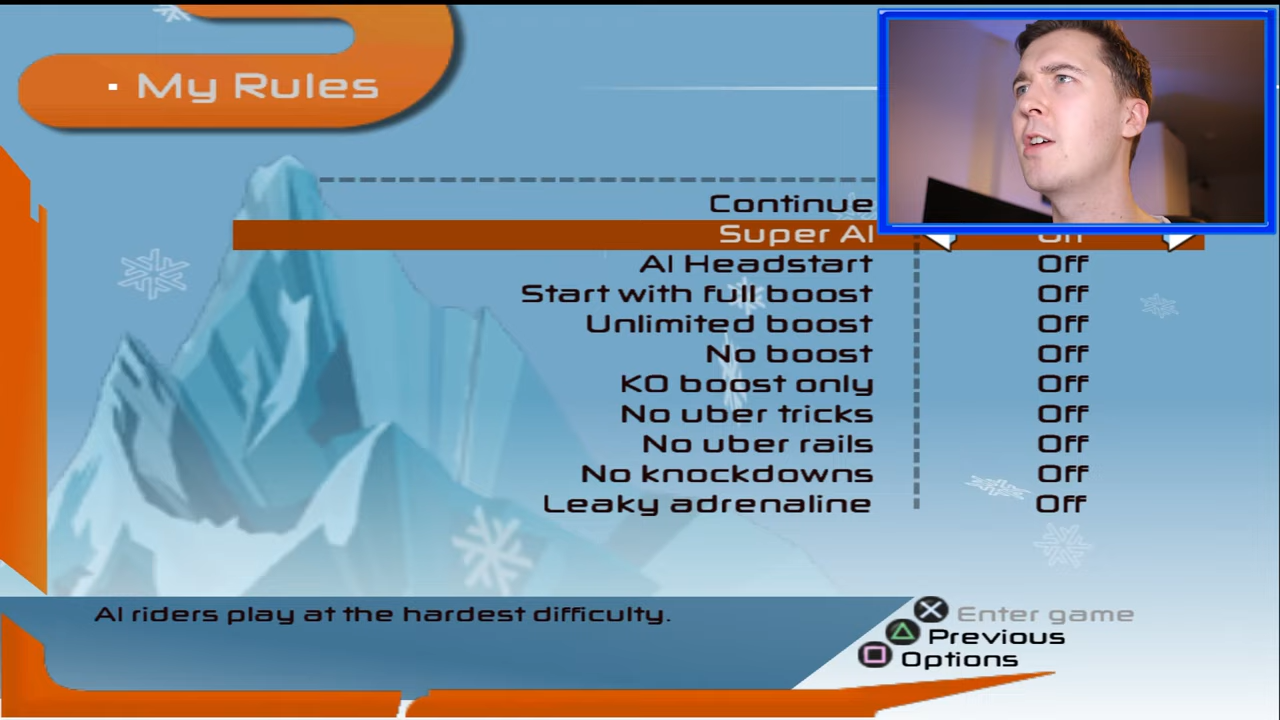 My Rules
Continue
Super AI Off
AI Headstart Off
Start with full boost Off
Unlimited boost Off
No boost Off
KO boost only Off
No uber tricks Off
No uber rails Off
No knockdowns Off
Leaky adrenaline Off
AI riders play at the hardest difficulty.
Enter game
Previous
Options